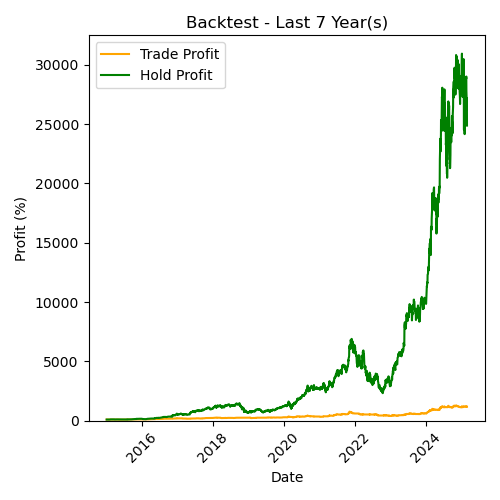 Backtest - Last 7 Year(s)
Trade Profit
Hold Profit
30000
25000
20000
15000
10000
5000
0
Profit (%)
2016
2018
2020
2022
2024
Date